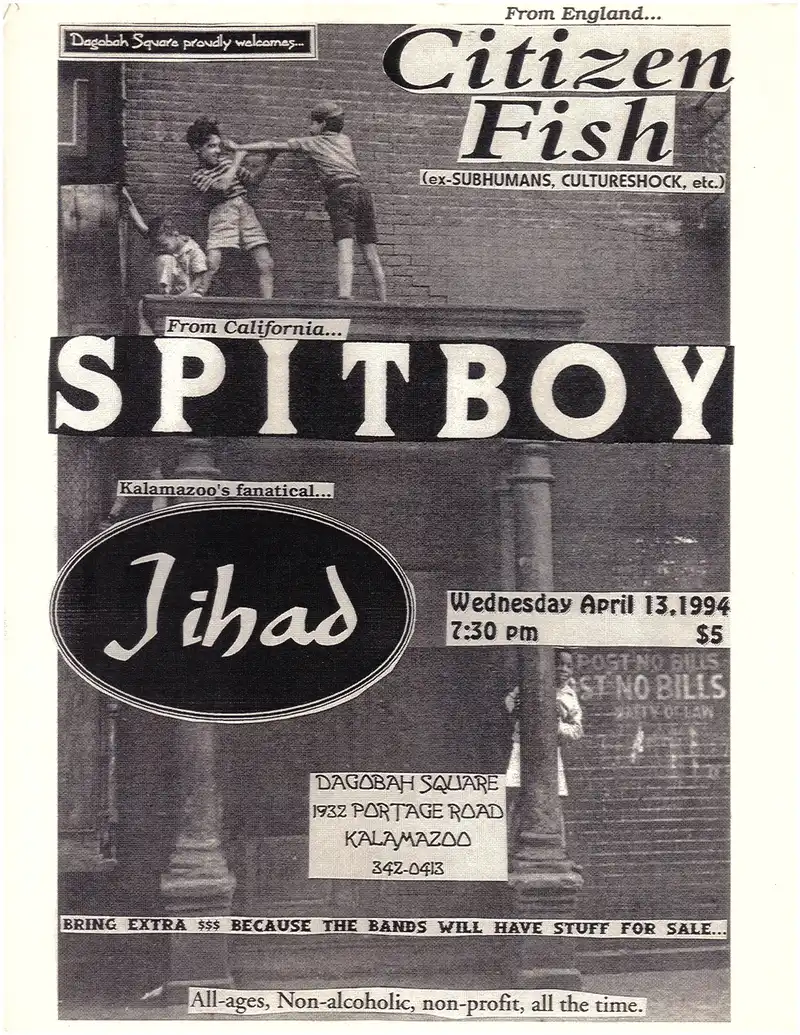 From England...
Dagobah Square proudly welcomes...
Citizen
Fish
(ex-SUBHUMANS, CULTURESHOCK, etc.)
From California...
SPITBOY
Kalamazoo's fanatical...
Jihad
Wednesday April 13, 1994
7:30 pm $5
POST NO BILLS
ST NO BILLS
DAGOBAH SQUARE
1932 PORTAGE ROAD
KALAMAZOO
342-0413
BRING EXTRA $$$ BECAUSE THE BANDS WILL HAVE STUFF FOR SALE...
All-ages, Non-alcoholic, non-profit, all the time.